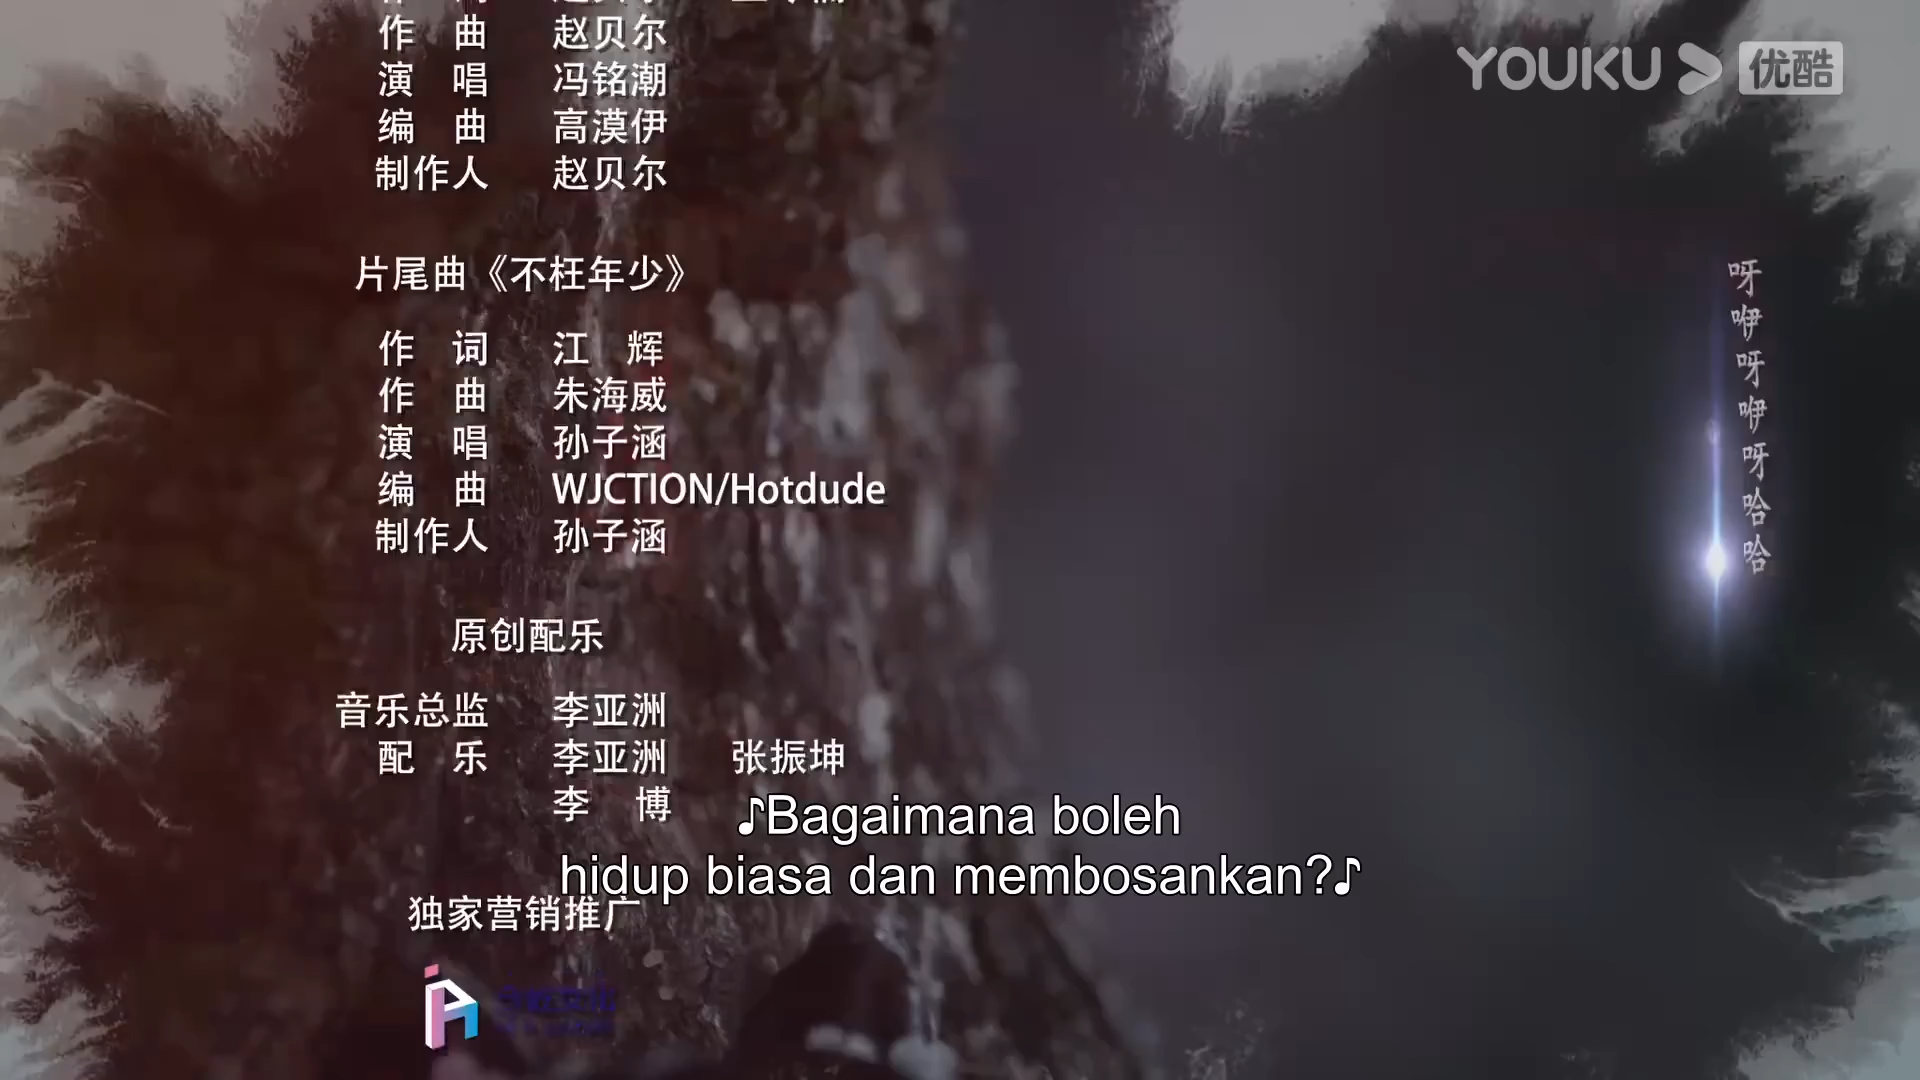 作 曲 赵贝尔
演 唱 冯铭潮
编 曲 高漠伊
制作人 赵贝尔
片尾曲《不枉年少》
作 词 江 辉
作 曲 朱海威
演 唱 孙子涵
编 曲 WJCTION/Hotdude
制作人 孙子涵
原创配乐
音乐总监 李亚洲
配 乐 李亚洲 张振坤
李 博
独家营销推广
♪Bagaimana boleh
hidup biasa dan membosankan?♪
YOUKU 优酷
呀咿呀咿呀哈哈